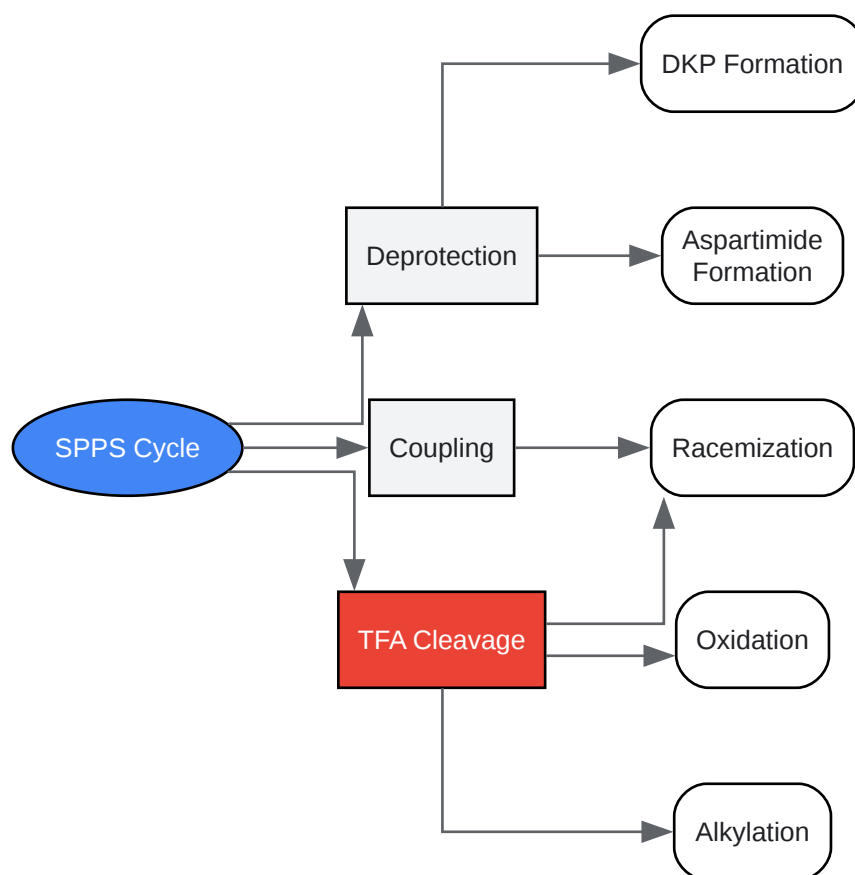 DKP Formation
Deprotection
Aspartimide
Formation
SPPS Cycle
Coupling
Racemization
TFA Cleavage
Oxidation
Alkylation